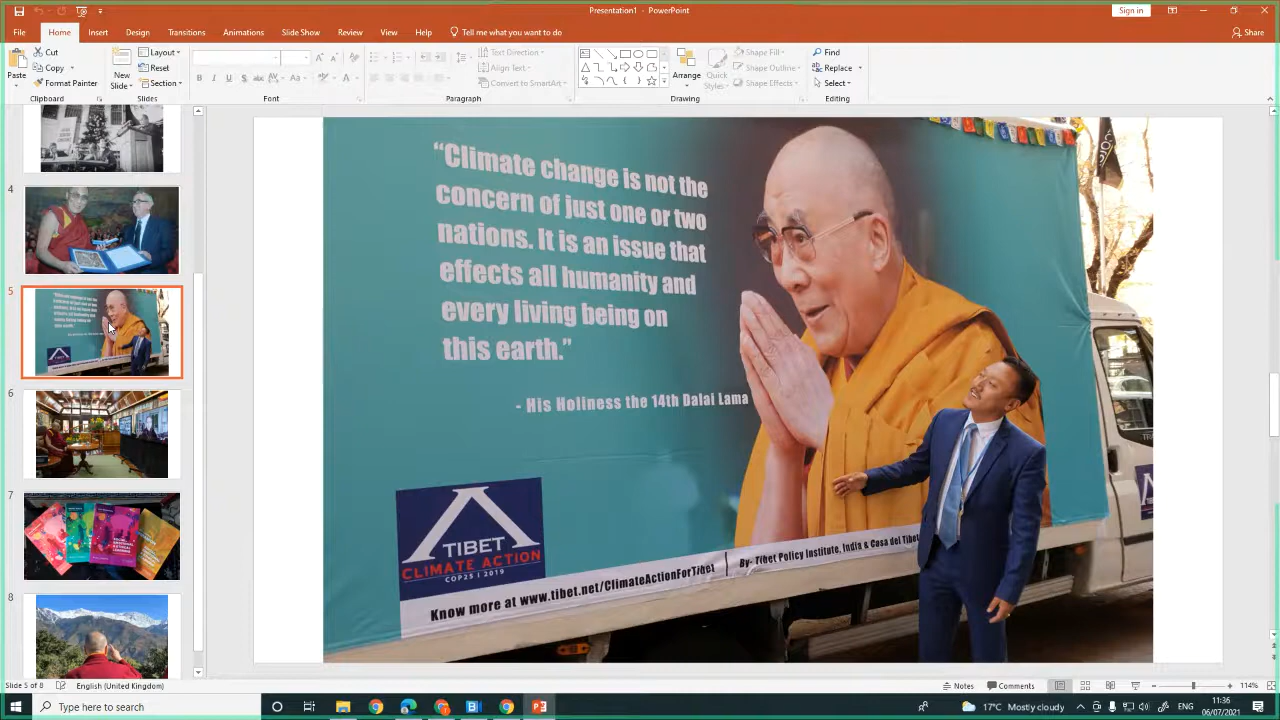 Presentation1 - PowerPoint
Sign in
File Home Insert Design Transitions Animations Slide Show Review View Help Tell me what you want to do
Share
Paste
Cut
Copy
Format Painter
Clipboard
New
Slide
Layout
Reset
Section
Slides
Font
Text Direction
Align Text
Convert to SmartArt
Paragraph
Arrange
Quick
Styles
Shape Fill
Shape Outline
Shape Effects
Drawing
Find
Replace
Select
Editing
4
5
6
7
8
“Climate change is not the
concern of just one or two
nations. It is an issue that
effects all humanity and
every living being on
this earth.”
- His Holiness the 14th Dalai Lama
TIBET
CLIMATE ACTION
COP25 | 2019
Know more at www.tibet.net/ClimateActionForTibet
By- Tibet Policy Institute, India & Casa del Tibet
Slide 5 of 8
English (United Kingdom)
Notes
Comments
114%
Type here to search
17°C Mostly cloudy
ENG
11:36
06/07/2021